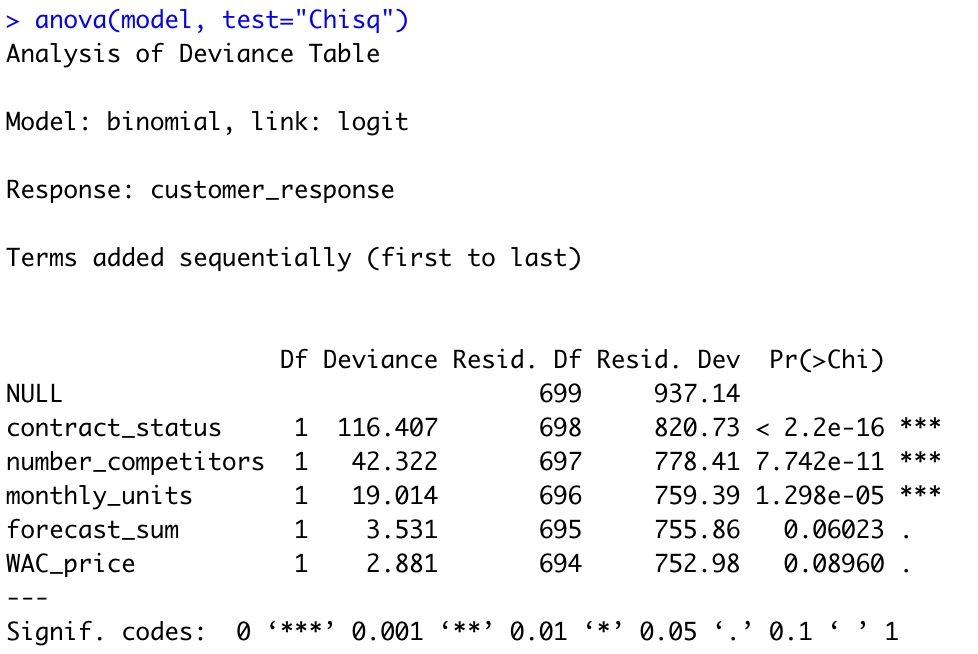 > anova(model, test="Chisq")
Analysis of Deviance Table
Model: binomial, link: logit
Response: customer_response
Terms added sequentially (first to last)
Df Deviance Resid. Df Resid. Dev Pr(>Chi)
NULL 699 937.14
contract_status 1 116.407 698 820.73 < 2.2e-16 ***
number_competitors 1 42.322 697 778.41 7.742e-11 ***
monthly_units 1 19.014 696 759.39 1.298e-05 ***
forecast_sum 1 3.531 695 755.86 0.06023 .
WAC_price 1 2.881 694 752.98 0.08960 .
---
Signif. codes: 0 ‘***’ 0.001 ‘**’ 0.01 ‘*’ 0.05 ‘.’ 0.1 ‘ ’ 1